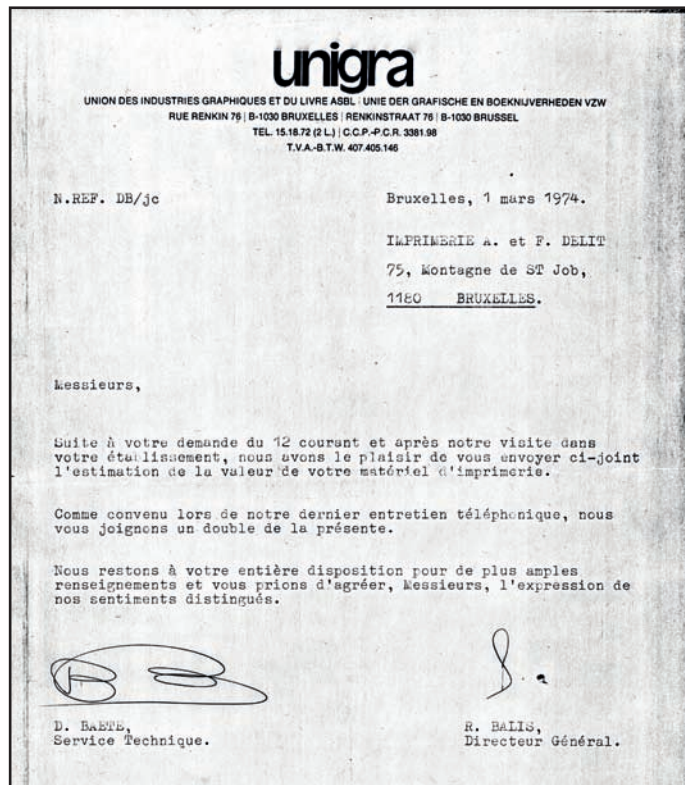 unigra
UNION DES INDUSTRIES GRAPHIQUES ET DU LIVRE ASBL | UNIE DER GRAFISCHE EN BOEKNIJVERHEDEN VZW
RUE RENKIN 76 | B-1030 BRUXELLES | RENKINSTRAAT 76 | B-1030 BRUSSEL
TEL. 15.18.72 (2 L.) | C.C.P.-P.C.R. 3381.98
T.V.A.-B.T.W. 407.405.146
N.REF. DB/jc
Bruxelles, 1 mars 1974.
IMPRIMERIE A. et F. DELIT
75, Montagne de ST Job,
1180 BRUXELLES.
Messieurs,
Suite à votre demande du 12 courant et après notre visite dans
votre établissement, nous avons le plaisir de vous envoyer ci-joint
l'estimation de la valeur de votre matériel d'imprimerie.
Comme convenu lors de notre dernier entretien téléphonique, nous
vous joignons un double de la présente.
Nous restons à votre entière disposition pour de plus amples
renseignements et vous prions d'agréer, Messieurs, l'expression de
nos sentiments distingués.
D. BAETE,
Service Technique.
R. BALIS,
Directeur Général.